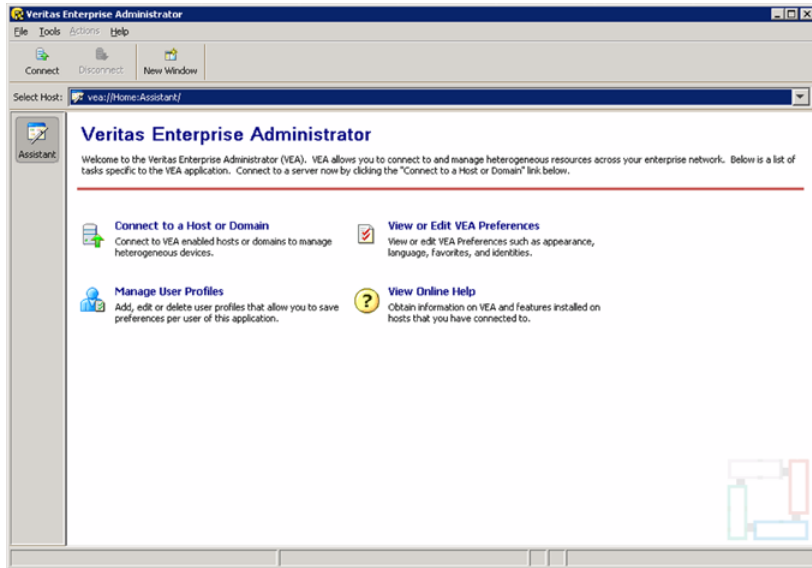 Veritas Enterprise Administrator
File Tools Actions Help
Connect Disconnect New Window
Select Host: vea://Home:Assistant/
Assistant
Veritas Enterprise Administrator
Welcome to the Veritas Enterprise Administrator (VEA). VEA allows you to connect to and manage heterogeneous resources across your enterprise network. Below is a list of
tasks specific to the VEA application. Connect to a server now by clicking the "Connect to a Host or Domain" link below.
Connect to a Host or Domain
Connect to VEA enabled hosts or domains to manage
heterogeneous devices.
View or Edit VEA Preferences
View or edit VEA Preferences such as appearance,
language, favorites, and identities.
Manage User Profiles
Add, edit or delete user profiles that allow you to save
preferences per user of this application.
View Online Help
Obtain information on VEA and features installed on
hosts that you have connected to.